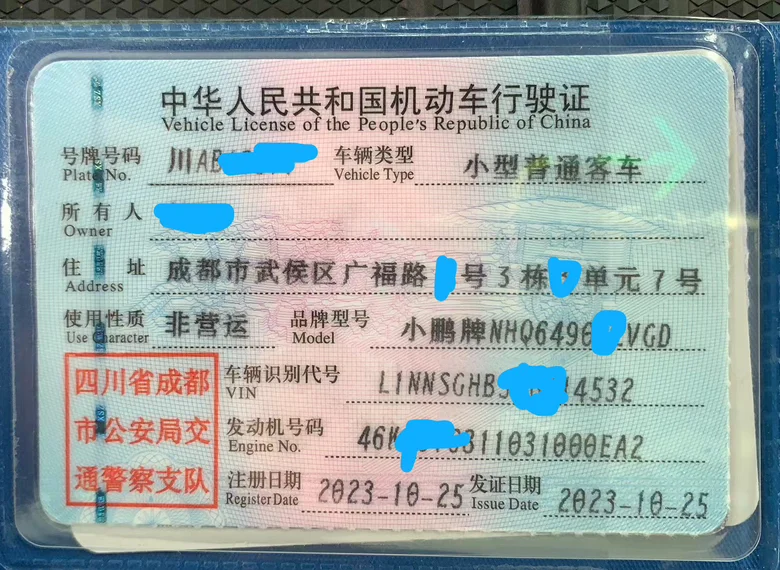 中华人民共和国机动车行驶证
Vehicle License of the People's Republic of China
号牌号码 川AB 车辆类型 小型普通客车
Plate No. Vehicle Type
所有人
Owner
住址 成都市武侯区广福路 号3栋 单元7号
Address
使用性质 非营运 品牌型号 小鹏牌NHQ6496 VGD
Use Character Model
四川省成都 车辆识别代号 L1NNSGHB 4532
VIN
市公安局交 发动机号码 46 311031000EA2
Engine No.
通警察支队 注册日期 2023-10-25 发证日期 2023-10-25
Register Date Issue Date